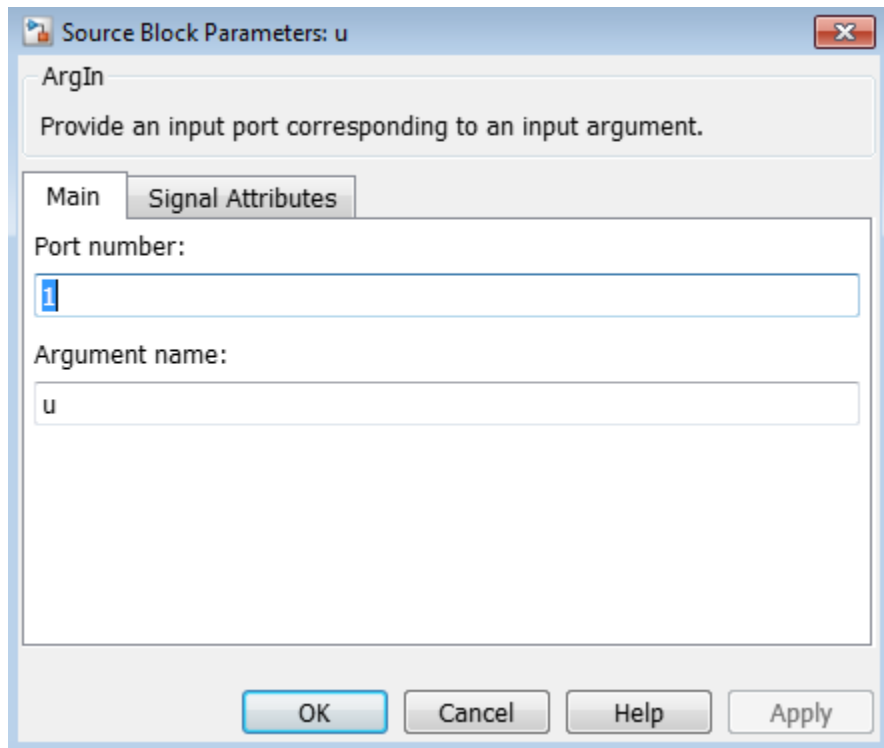 Source Block Parameters: u
ArgIn
Provide an input port corresponding to an input argument.
Main Signal Attributes
Port number:
1
Argument name:
u
OK Cancel Help Apply